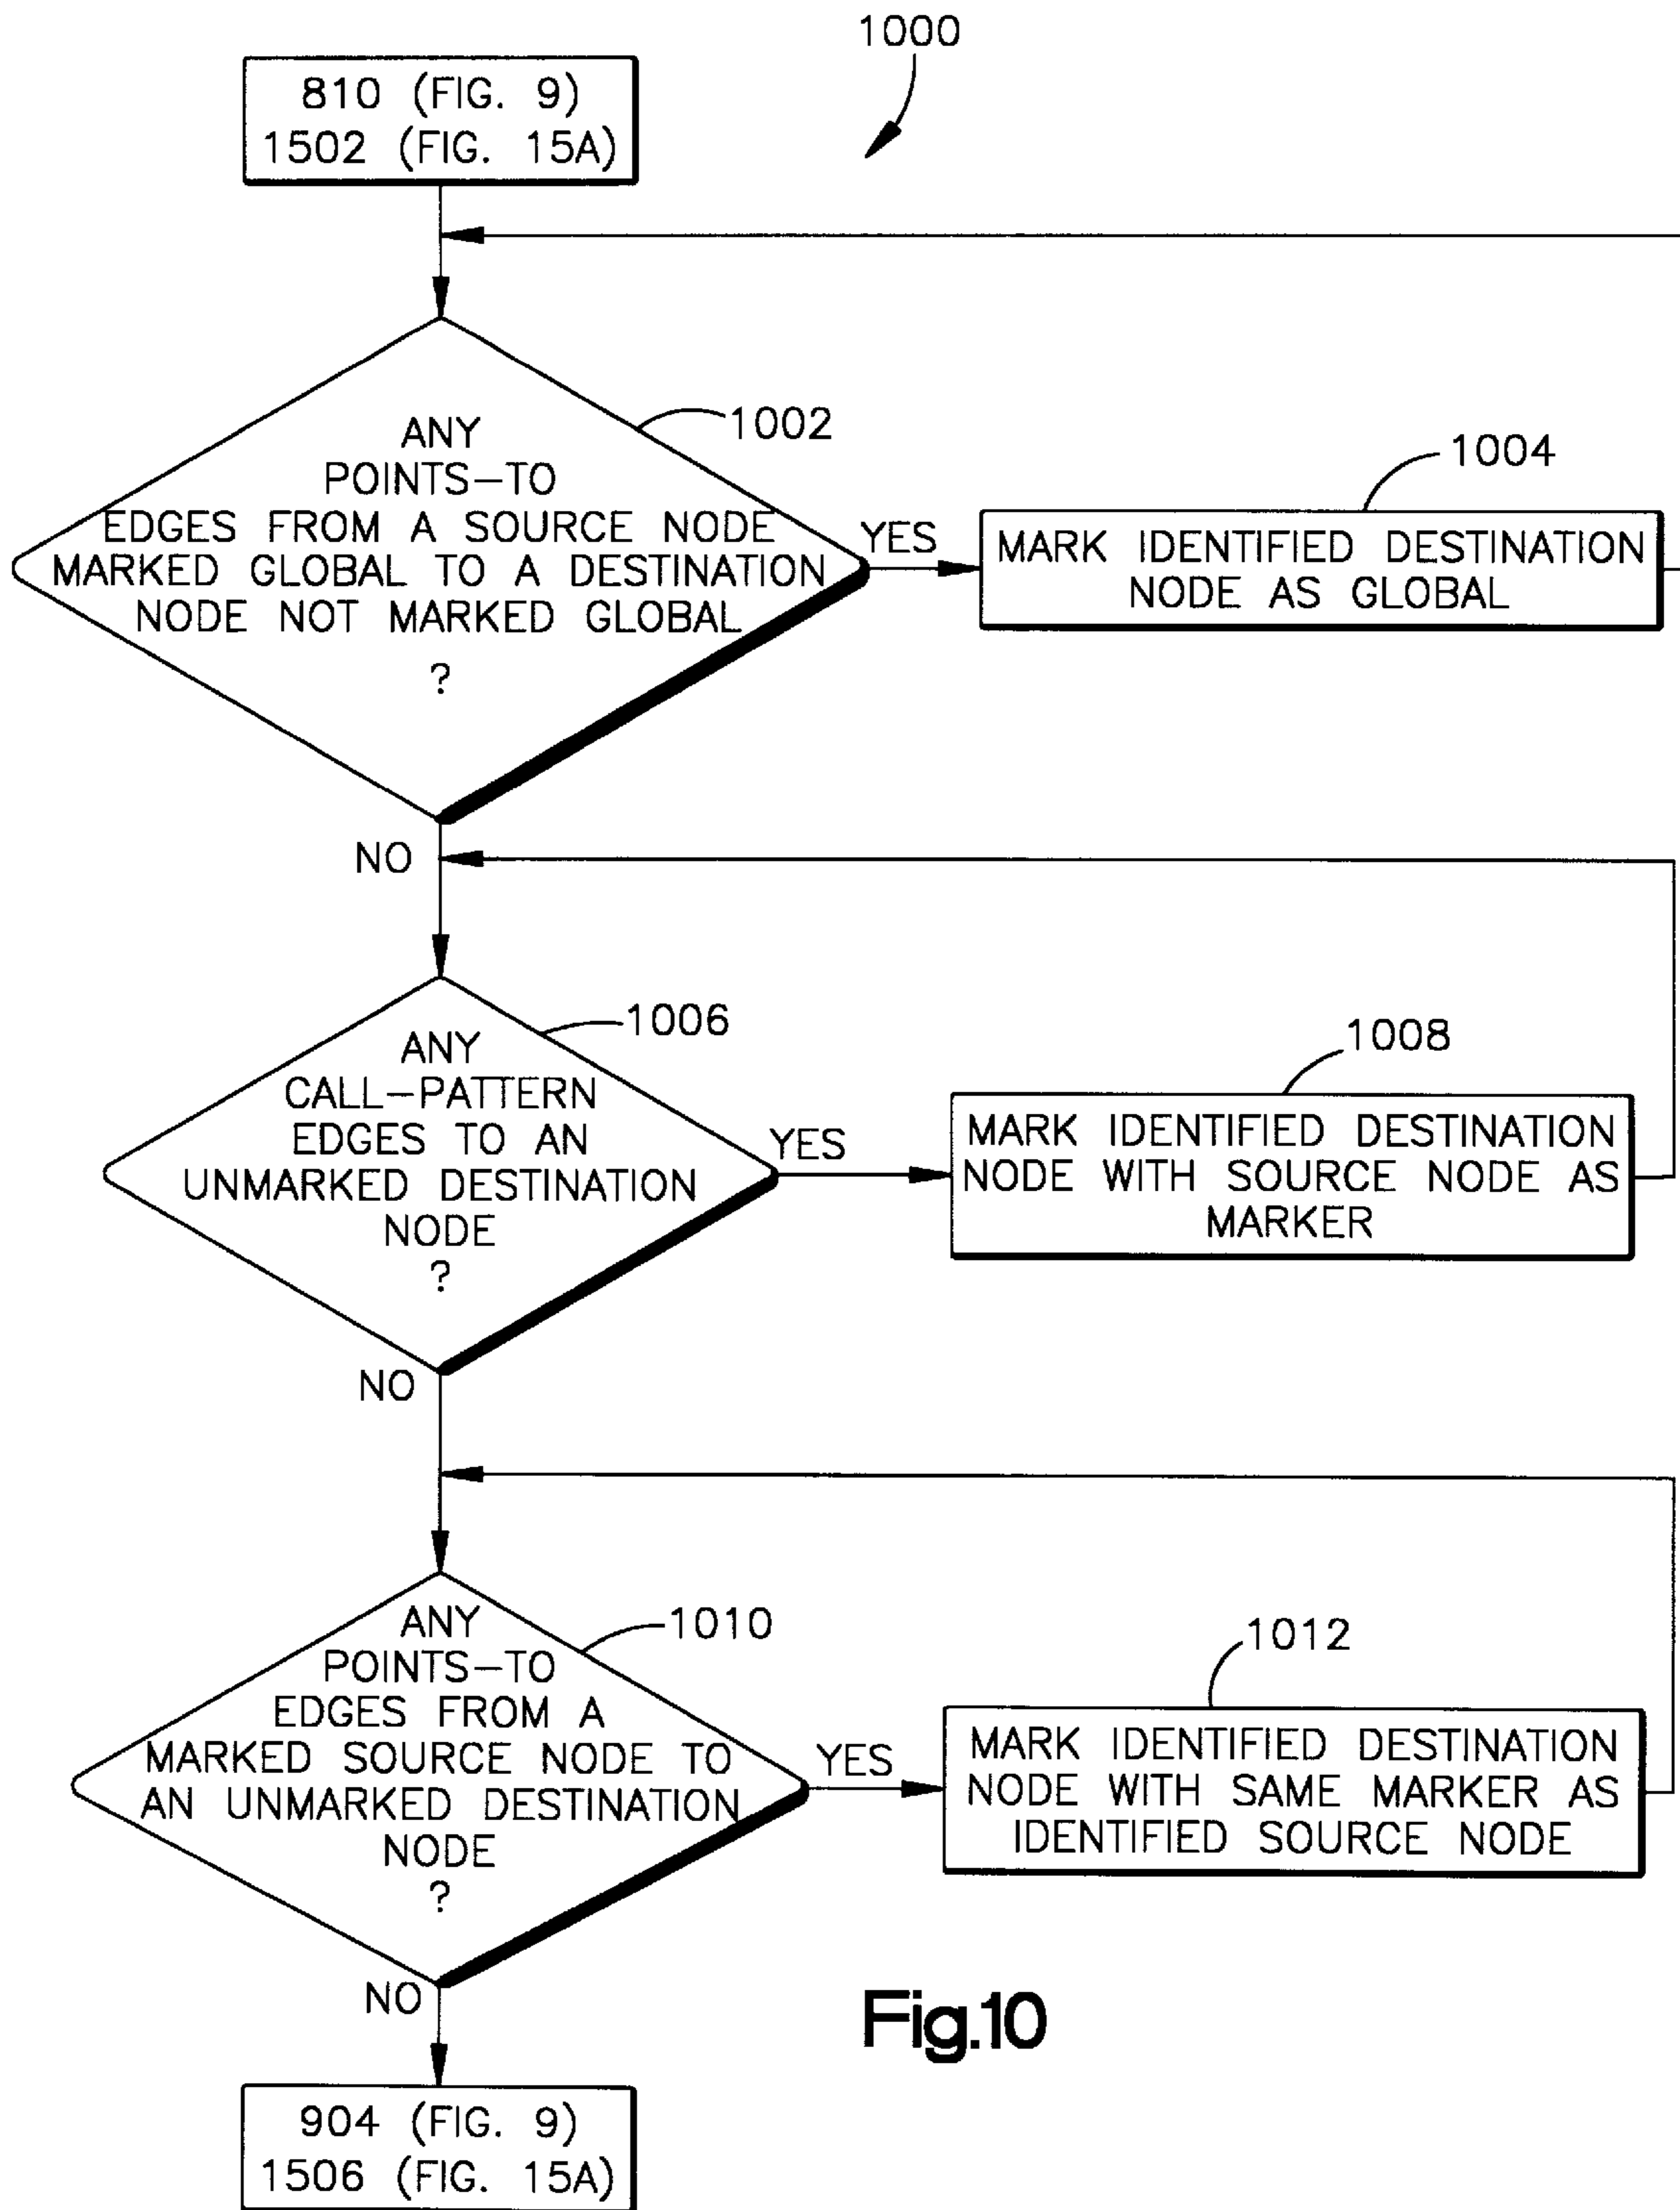 1000
810 (FIG. 9)
1502 (FIG. 15A)
1002
ANY
POINTS-TO
EDGES FROM A SOURCE NODE
MARKED GLOBAL TO A DESTINATION
NODE NOT MARKED GLOBAL
?
YES
1004
MARK IDENTIFIED DESTINATION
NODE AS GLOBAL
NO
1006
ANY
CALL-PATTERN
EDGES TO AN
UNMARKED DESTINATION
NODE
?
YES
1008
MARK IDENTIFIED DESTINATION
NODE WITH SOURCE NODE AS
MARKER
NO
1010
ANY
POINTS-TO
EDGES FROM A
MARKED SOURCE NODE TO
AN UNMARKED DESTINATION
NODE
?
YES
1012
MARK IDENTIFIED DESTINATION
NODE WITH SAME MARKER AS
IDENTIFIED SOURCE NODE
NO
904 (FIG. 9)
1506 (FIG. 15A)
Fig.10